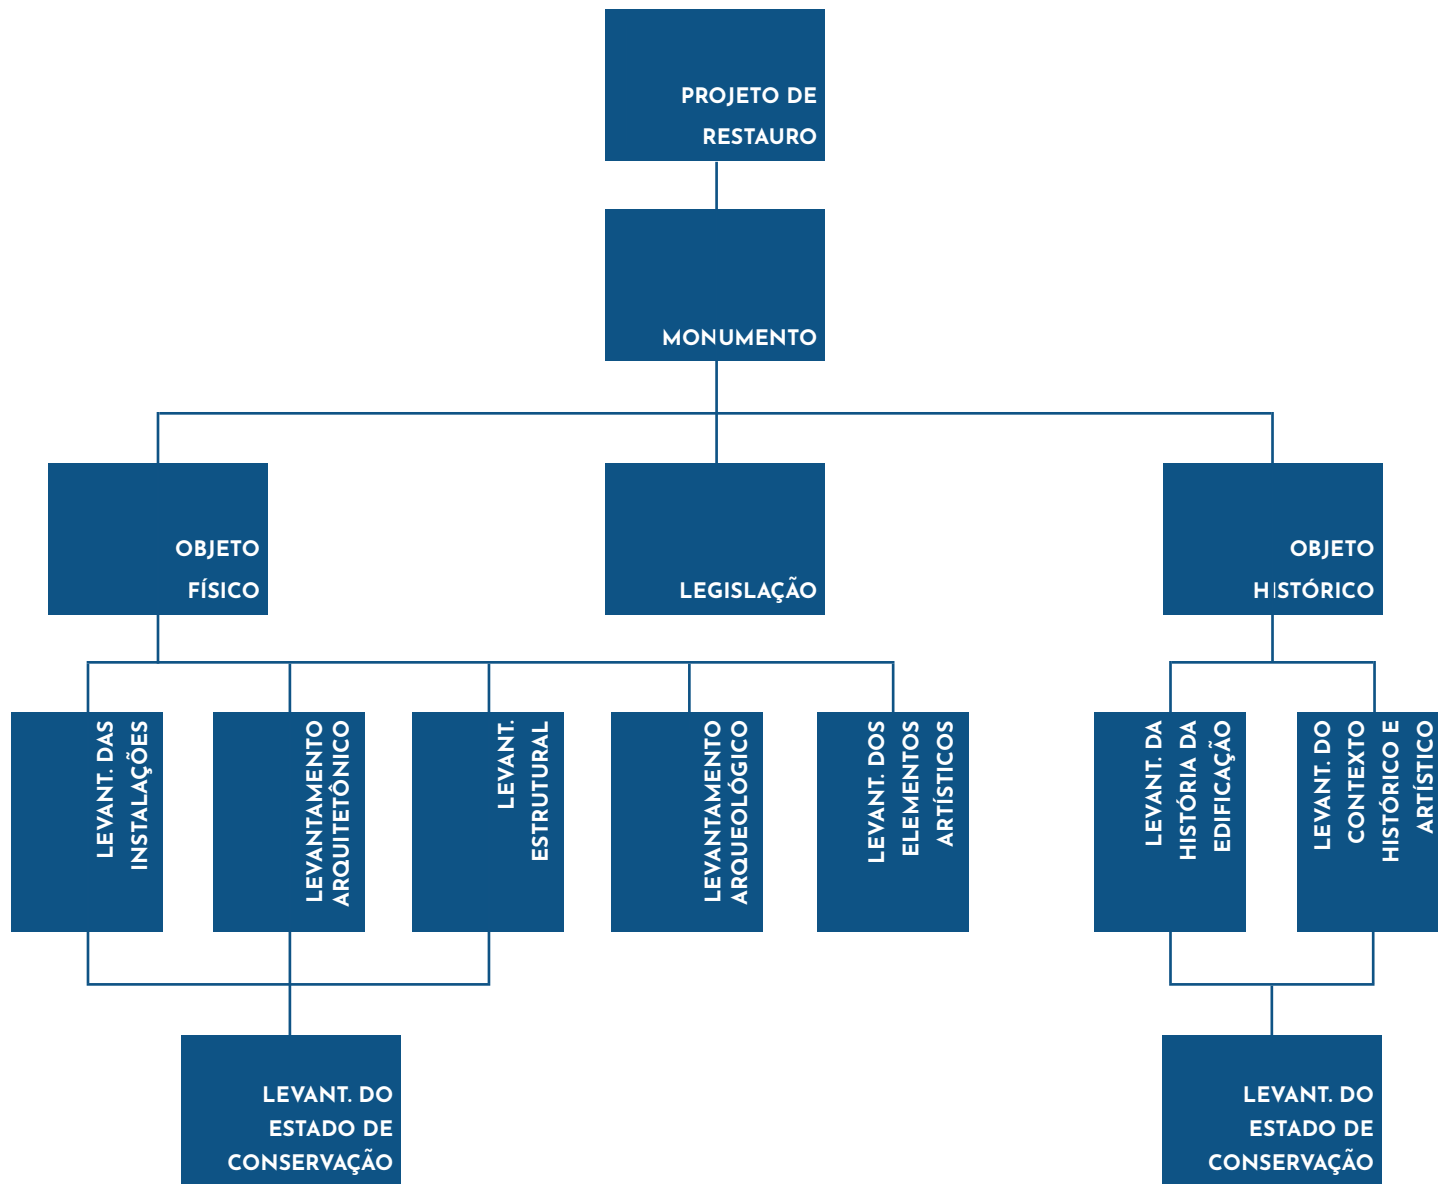 PROJETO DE
RESTAURO
MONUMENTO
OBJETO
FÍSICO
LEGISLAÇÃO
OBJETO
HISTÓRICO
LEVANT. DAS
INSTALAÇÕES
LEVANTAMENTO
ARQUITETÔNICO
LEVANT.
ESTRUTURAL
LEVANTAMENTO
ARQUEOLÓGICO
LEVANT. DOS
ELEMENTOS
ARTÍSTICOS
LEVANT. DA
HISTÓRIA DA
EDIFICAÇÃO
LEVANT. DO
CONTEXTO
HISTÓRICO E
ARTÍSTICO
LEVANT. DO
ESTADO DE
CONSERVAÇÃO
LEVANT. DO
ESTADO DE
CONSERVAÇÃO